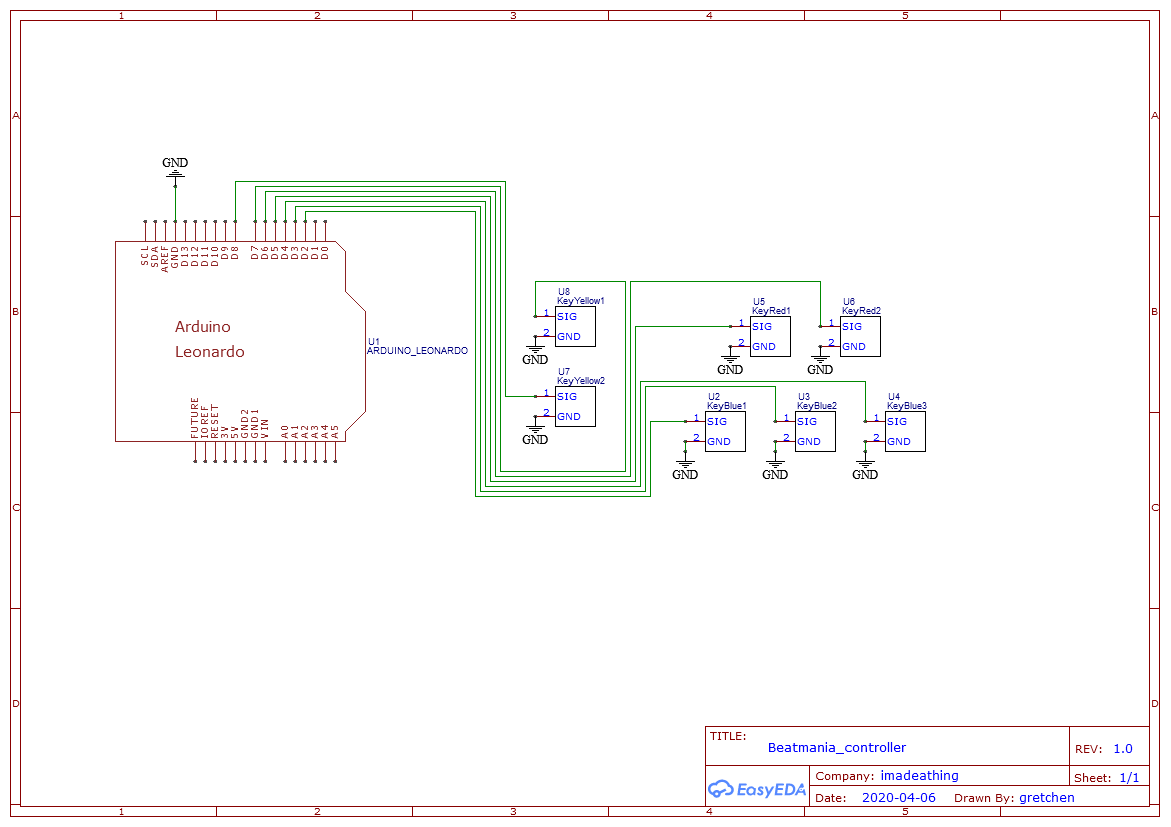 1 2 3 4 5
A A
GND
SCL SDA AREF GND D13 D12 D11 D10 D9 D8 D7 D6 D5 D4 D3 D2 D1 D0
U8
KeyYellow1
1 SIG
2 GND
GND
U5
KeyRed1
1 SIG
2 GND
GND
U6
KeyRed2
1 SIG
2 GND
GND
B B
Arduino
Leonardo
U1
ARDUINO_LEONARDO
U7
KeyYellow2
1 SIG
2 GND
GND
U2
KeyBlue1
1 SIG
2 GND
GND
U3
KeyBlue2
1 SIG
2 GND
GND
U4
KeyBlue3
1 SIG
2 GND
GND
FUTURE IOREF RESET 3V 5V GND2 GND1 VIN A0 A1 A2 A3 A4 A5
C C
D D
TITLE:
Beatmania_controller
REV: 1.0
EasyEDA
Company: imadeathing
Sheet: 1/1
Date: 2020-04-06 Drawn By: gretchen
1 2 3 4 5